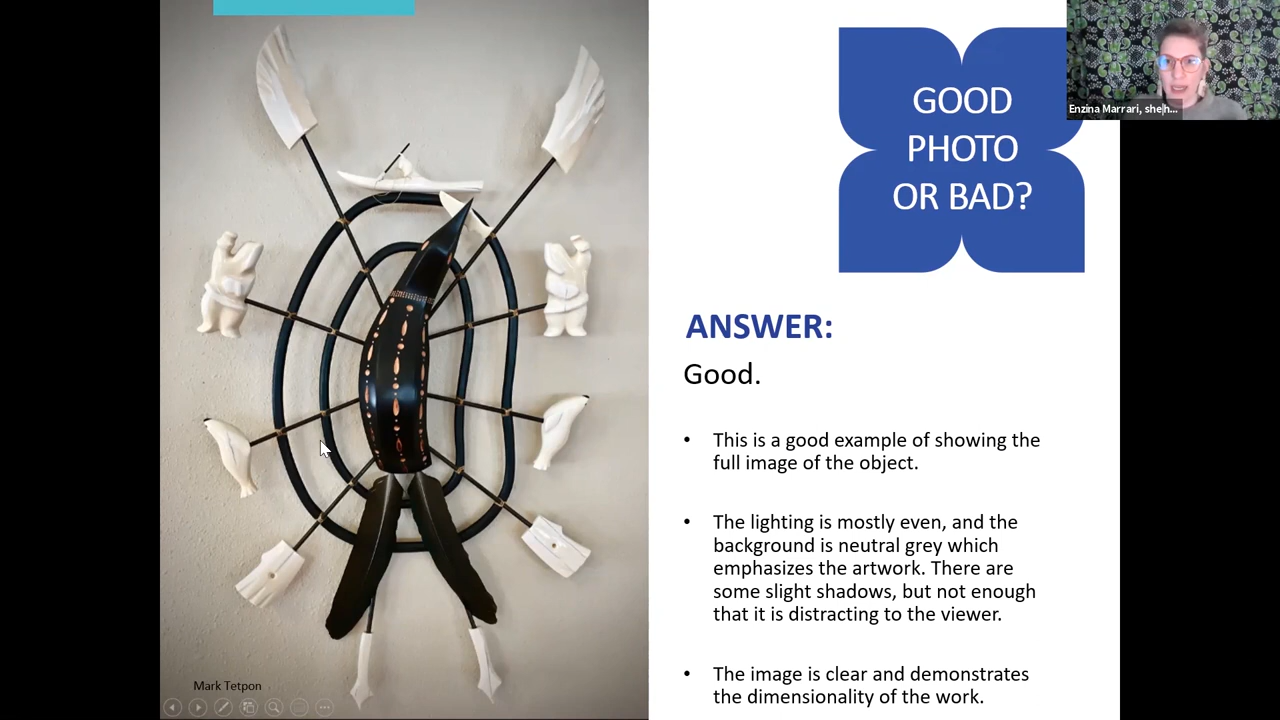 GOOD
PHOTO
OR BAD?
Enzina Marrari, she|h...
ANSWER:
Good.
• This is a good example of showing the
full image of the object.
• The lighting is mostly even, and the
background is neutral grey which
emphasizes the artwork. There are
some slight shadows, but not enough
that it is distracting to the viewer.
• The image is clear and demonstrates
the dimensionality of the work.
Mark Tetpon